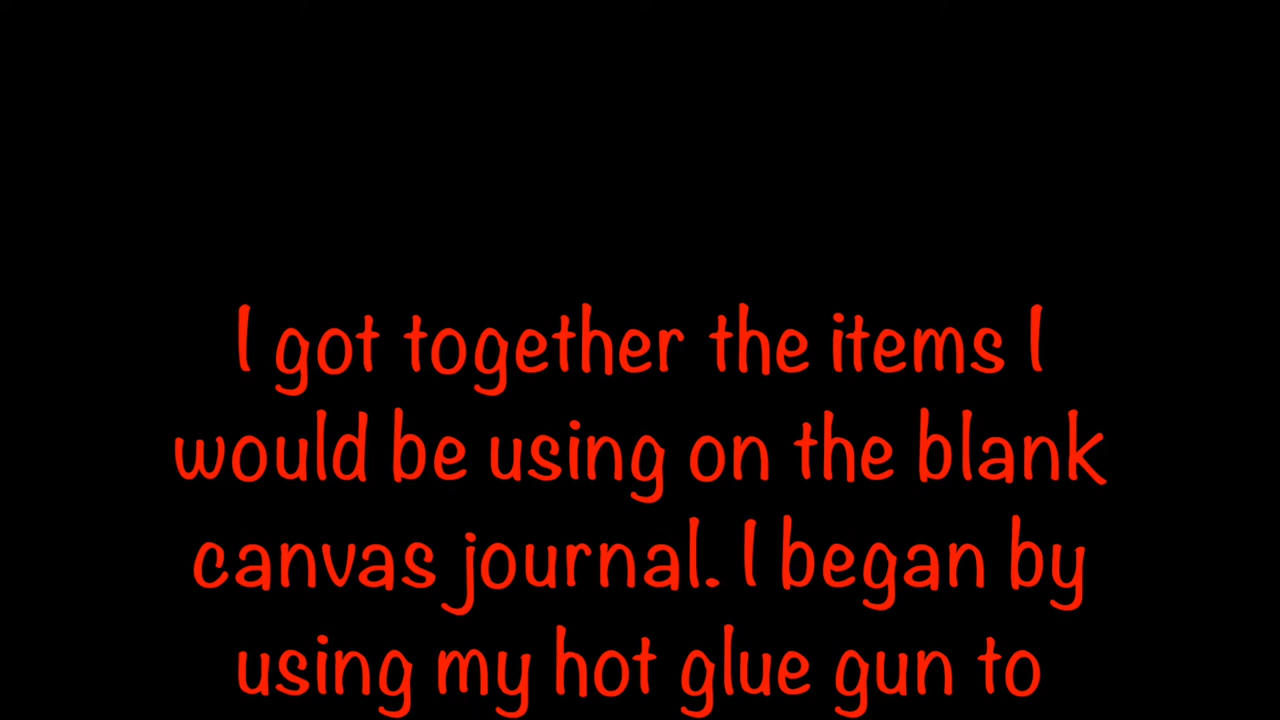 I got together the items I
would be using on the blank
canvas journal. I began by
using my hot glue gun to